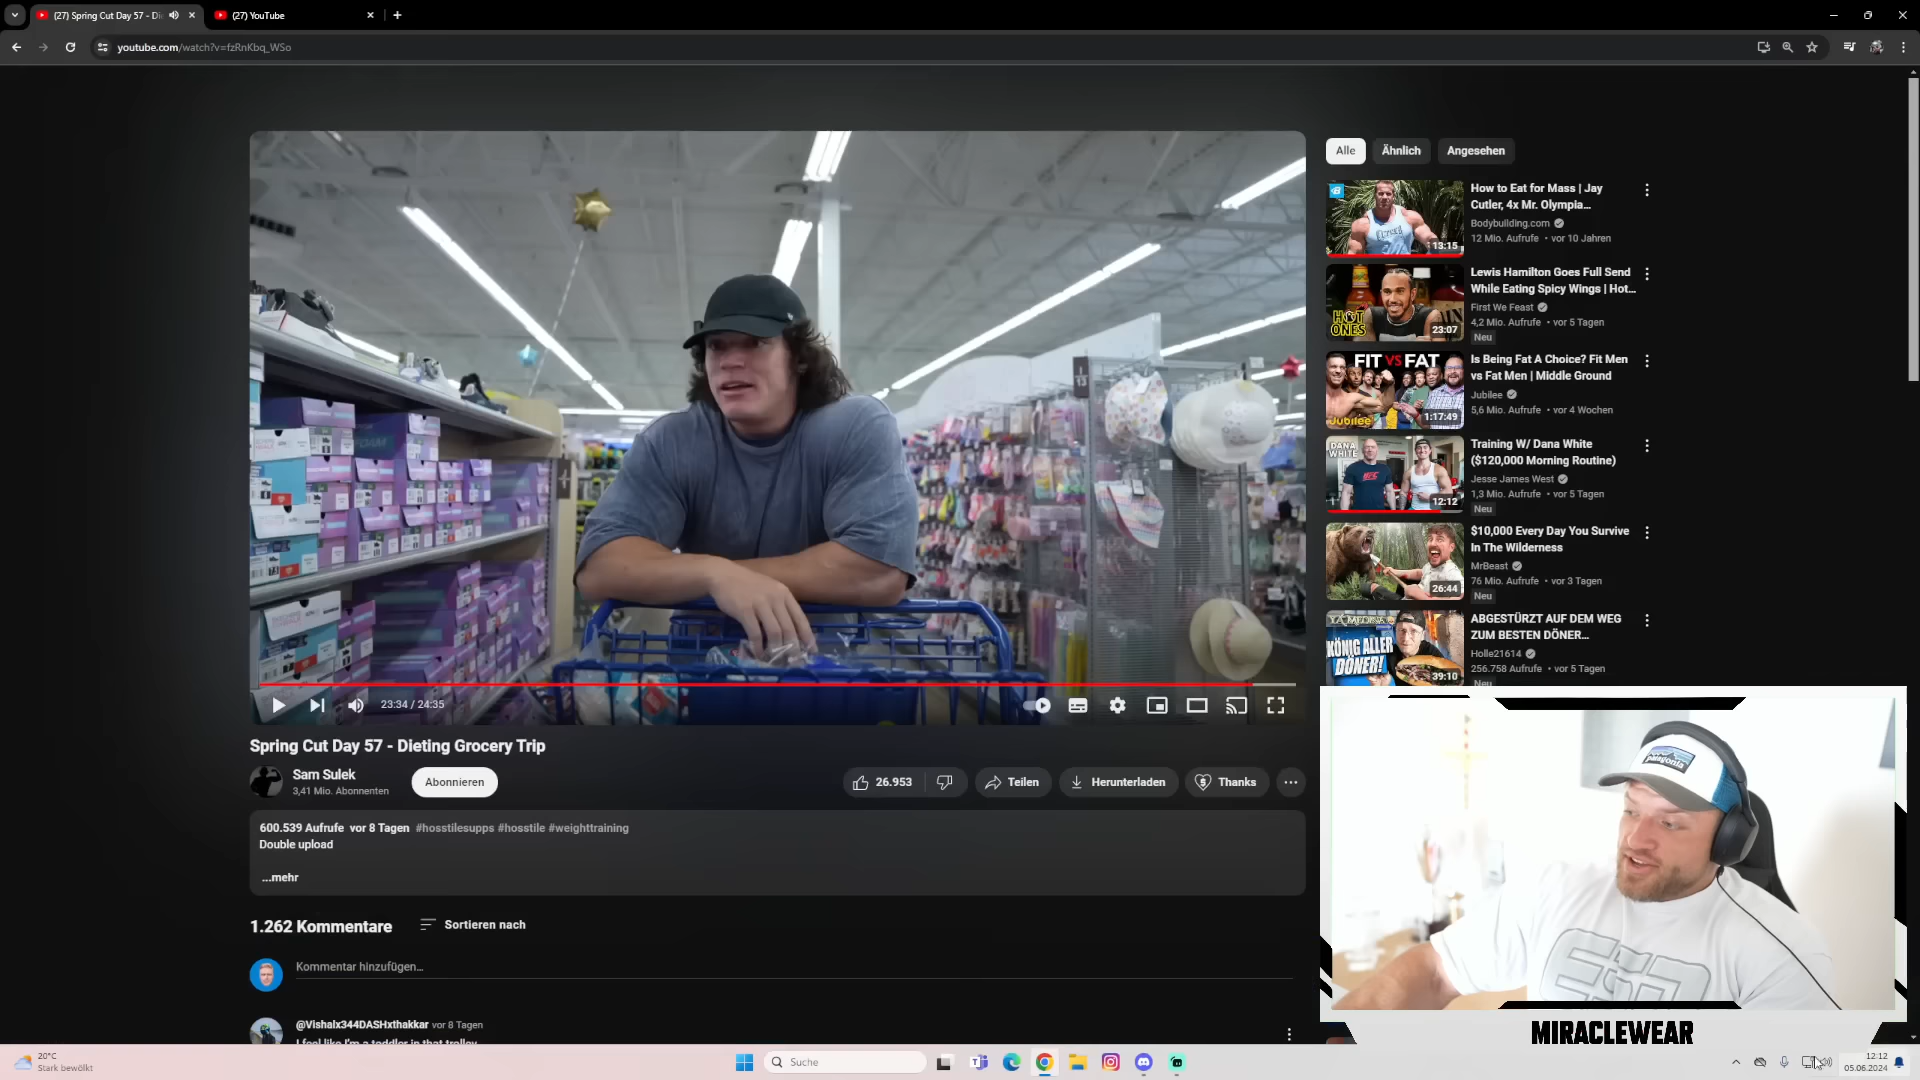 (27) Spring Cut Day 57 - Di
(27) YouTube
youtube.com/watch?v=fzRnKbq_WSo
Alle
Ähnlich
Angesehen
13:15
How to Eat for Mass | Jay
Cutler, 4x Mr. Olympia...
Bodybuilding.com
12 Mio. Aufrufe • vor 10 Jahren
HOT
ONES
23:07
Lewis Hamilton Goes Full Send
While Eating Spicy Wings | Hot...
First We Feast
4,2 Mio. Aufrufe • vor 5 Tagen
Neu
FIT VS FAT
Jubilee
1:17:49
Is Being Fat A Choice? Fit Men
vs Fat Men | Middle Ground
Jubilee
5,6 Mio. Aufrufe • vor 4 Wochen
DANA
WHITE
12:12
Training W/ Dana White
($120,000 Morning Routine)
Jesse James West
1,3 Mio. Aufrufe • vor 5 Tagen
Neu
26:44
$10,000 Every Day You Survive
In The Wilderness
MrBeast
76 Mio. Aufrufe • vor 3 Tagen
Neu
KÖNIG ALLER
DÖNER!
39:10
ABGESTÜRZT AUF DEM WEG
ZUM BESTEN DÖNER...
Holle21614
256.758 Aufrufe • vor 5 Tagen
Neu
23:34 / 24:35
Spring Cut Day 57 - Dieting Grocery Trip
Sam Sulek
3,41 Mio. Abonnenten
Abonnieren
26.953
Teilen
Herunterladen
Thanks
600.539 Aufrufe vor 8 Tagen #hosstilesupps #hosstile #weighttraining
Double upload
...mehr
1.262 Kommentare
Sortieren nach
Kommentar hinzufügen...
@Vishalx344DASHxthakkar vor 8 Tagen
I feel like I'm a toddler in that trolley
patagonia
MIRACLEWEAR
20°C
Stark bewölkt
Suche
12:12
05.06.2024